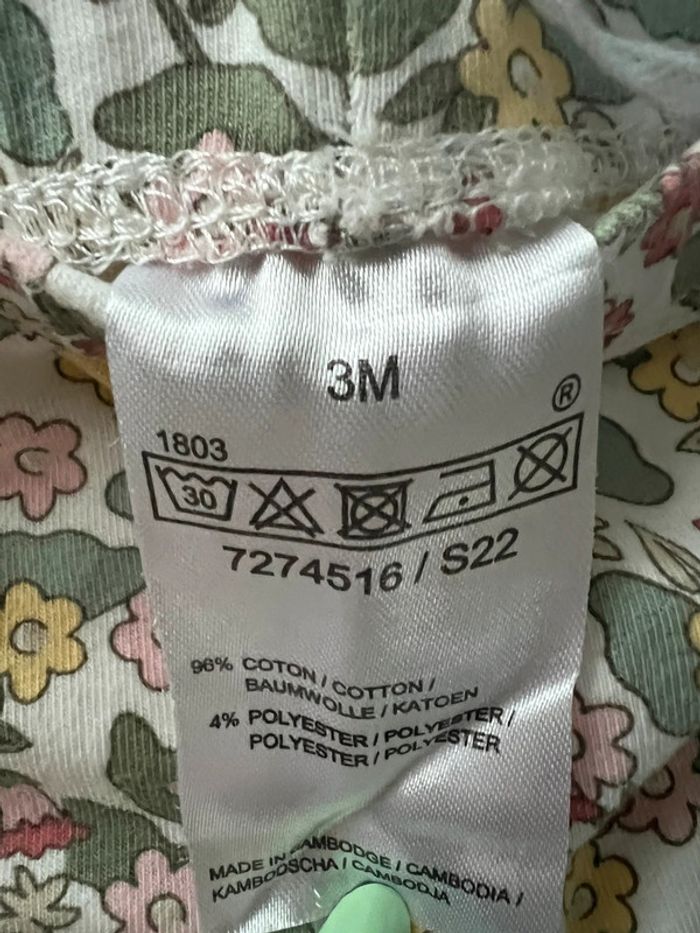 3M
®
1803
30
7274516 / S22
96% COTON / COTTON /
BAUMWOLLE / KATOEN
4% POLYESTER / POLYESTER /
POLYESTER / POLYESTER
MADE IN CAMBODGE / CAMBODIA /
KAMBODSCHA / CAMBODJA